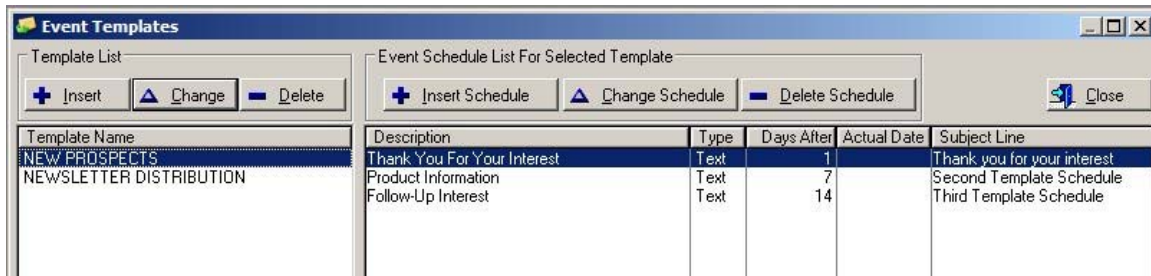 Event Templates
Template List
Event Schedule List For Selected Template
Insert Change Delete Insert Schedule Change Schedule Delete Schedule Close
Template Name Description Type Days After Actual Date Subject Line
NEW PROSPECTS Thank You For Your Interest Text 1 Thank you for your interest
NEWSLETTER DISTRIBUTION Product Information Text 7 Second Template Schedule
Follow-Up Interest Text 14 Third Template Schedule